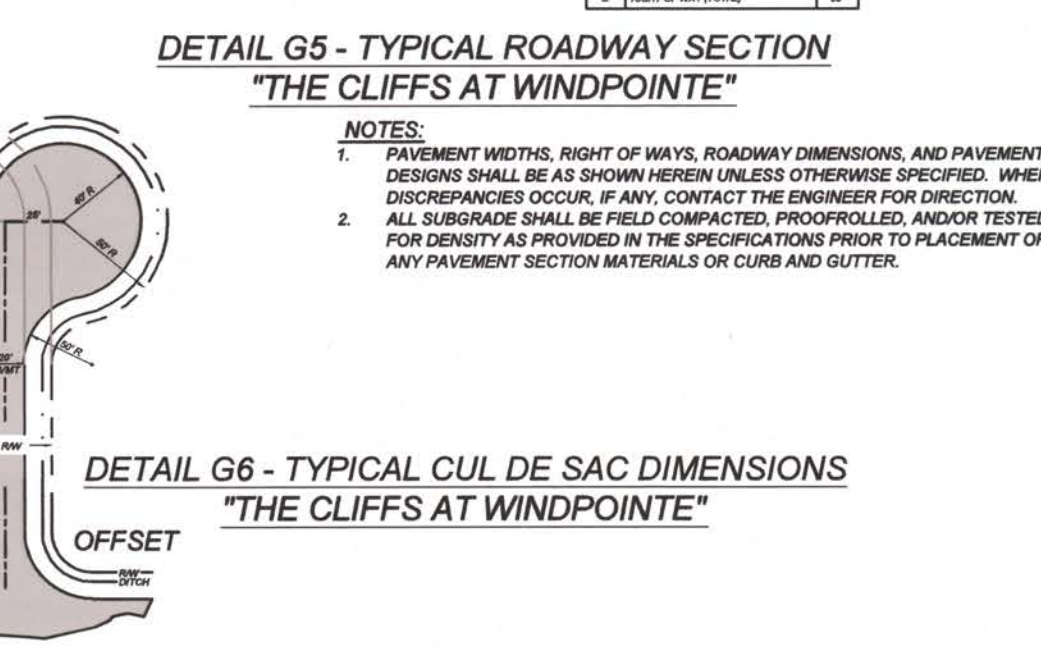 DETAIL G5 - TYPICAL ROADWAY SECTION
"THE CLIFFS AT WINDPOINTE"
NOTES:
1. PAVEMENT WIDTHS, RIGHT OF WAYS, ROADWAY DIMENSIONS, AND PAVEMENT
DESIGNS SHALL BE AS SHOWN HEREIN UNLESS OTHERWISE SPECIFIED. WHEN
DISCREPANCIES OCCUR, IF ANY, CONTACT THE ENGINEER FOR DIRECTION.
2. ALL SUBGRADE SHALL BE FIELD COMPACTED, PROOFROLLED, AND/OR TESTED
FOR DENSITY AS PROVIDED IN THE SPECIFICATIONS PRIOR TO PLACEMENT OF
ANY PAVEMENT SECTION MATERIALS OR CURB AND GUTTER.
40' R
25'
50' R
50' R
20'
R/W
DETAIL G6 - TYPICAL CUL DE SAC DIMENSIONS
"THE CLIFFS AT WINDPOINTE"
OFFSET
R/W
DITCH